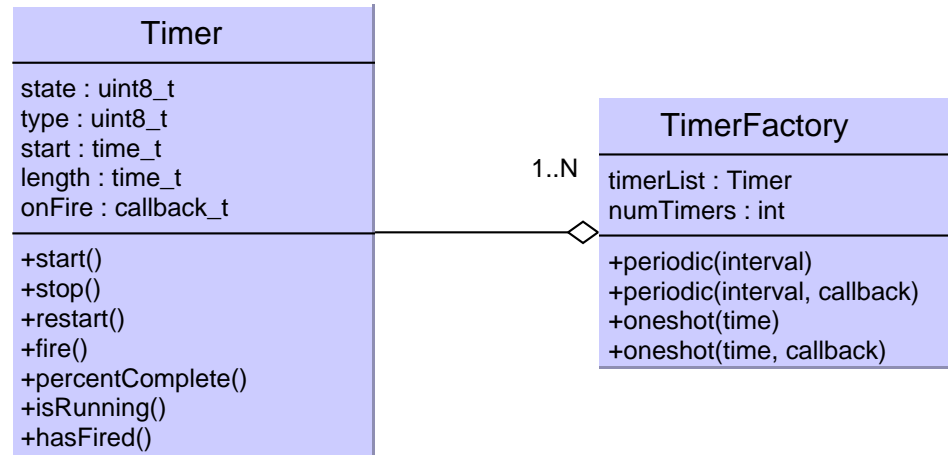 Timer
state : uint8_t
type : uint8_t
start : time_t
length : time_t
onFire : callback_t
+start()
+stop()
+restart()
+fire()
+percentComplete()
+isRunning()
+hasFired()
1..N
TimerFactory
timerList : Timer
numTimers : int
+periodic(interval)
+periodic(interval, callback)
+oneshot(time)
+oneshot(time, callback)